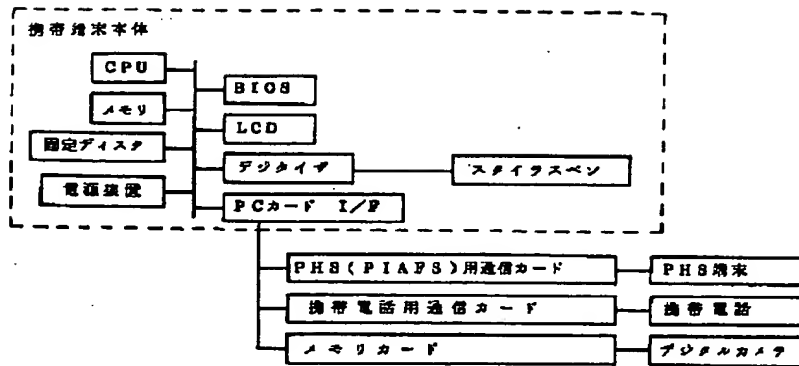 携帯端末本体
CPU
BIOS
メモリ
LCD
固定ディスク
デジタイザ
スタイラスペン
電源装置
PCカード I/F
PHS(PIAFS)用通信カード
PHS端末
携帯電話用通信カード
携帯電話
メモリカード
デジタルカメラ